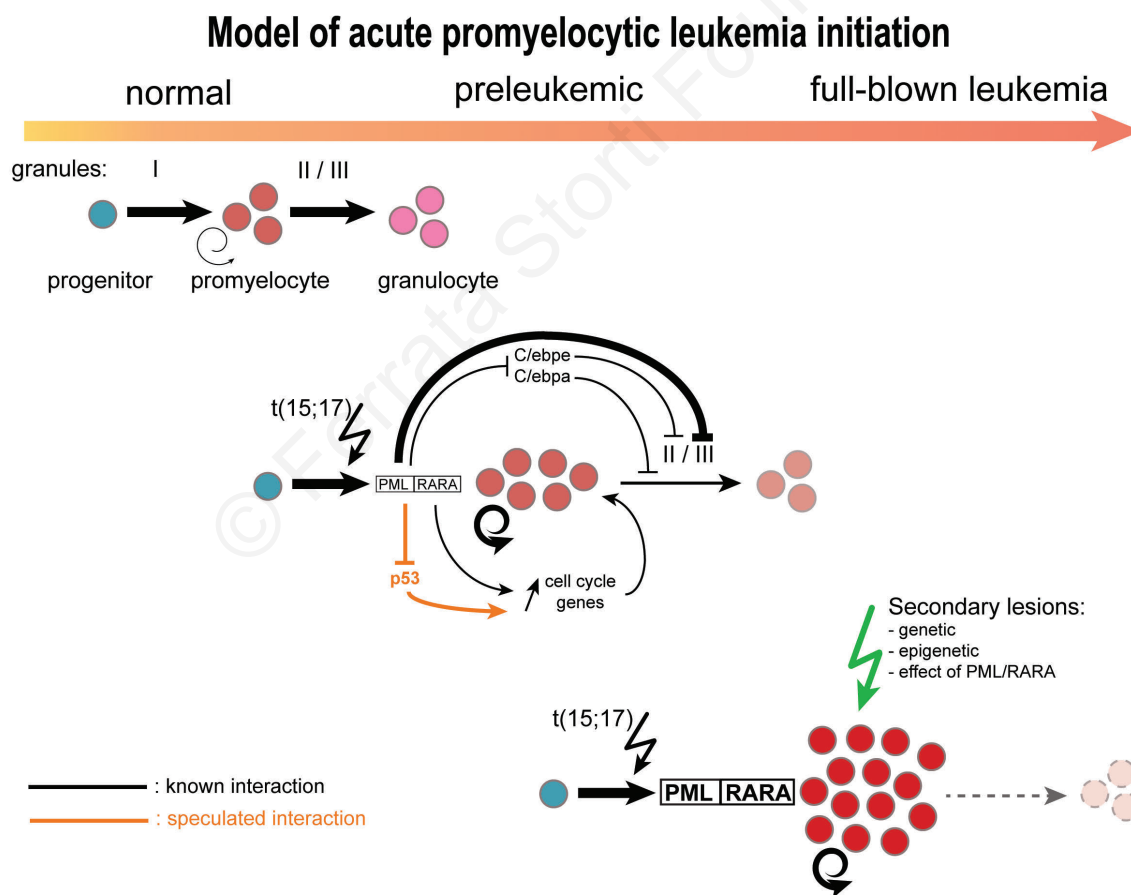 Model of acute promyelocytic leukemia initiation
normal preleukemic full-blown leukemia
granules: I II / III
progenitor promyelocyte granulocyte
C/ebpe
C/ebpa
t(15;17)
II / III
PML RARA
p53
cell cycle
genes
Secondary lesions:
- genetic
- epigenetic
- effect of PML/RARA
t(15;17)
PML RARA
: known interaction
: speculated interaction
© Ferrata Storti